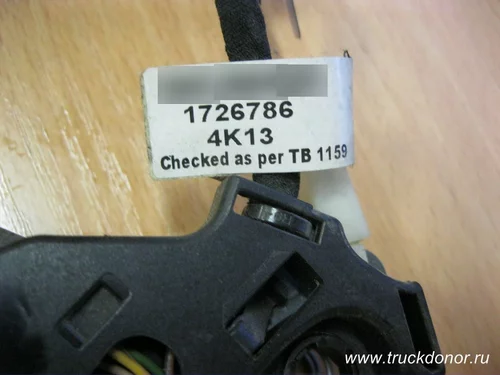 1726786
4K13
Checked as per TB 1159
www.truckdonor.ru